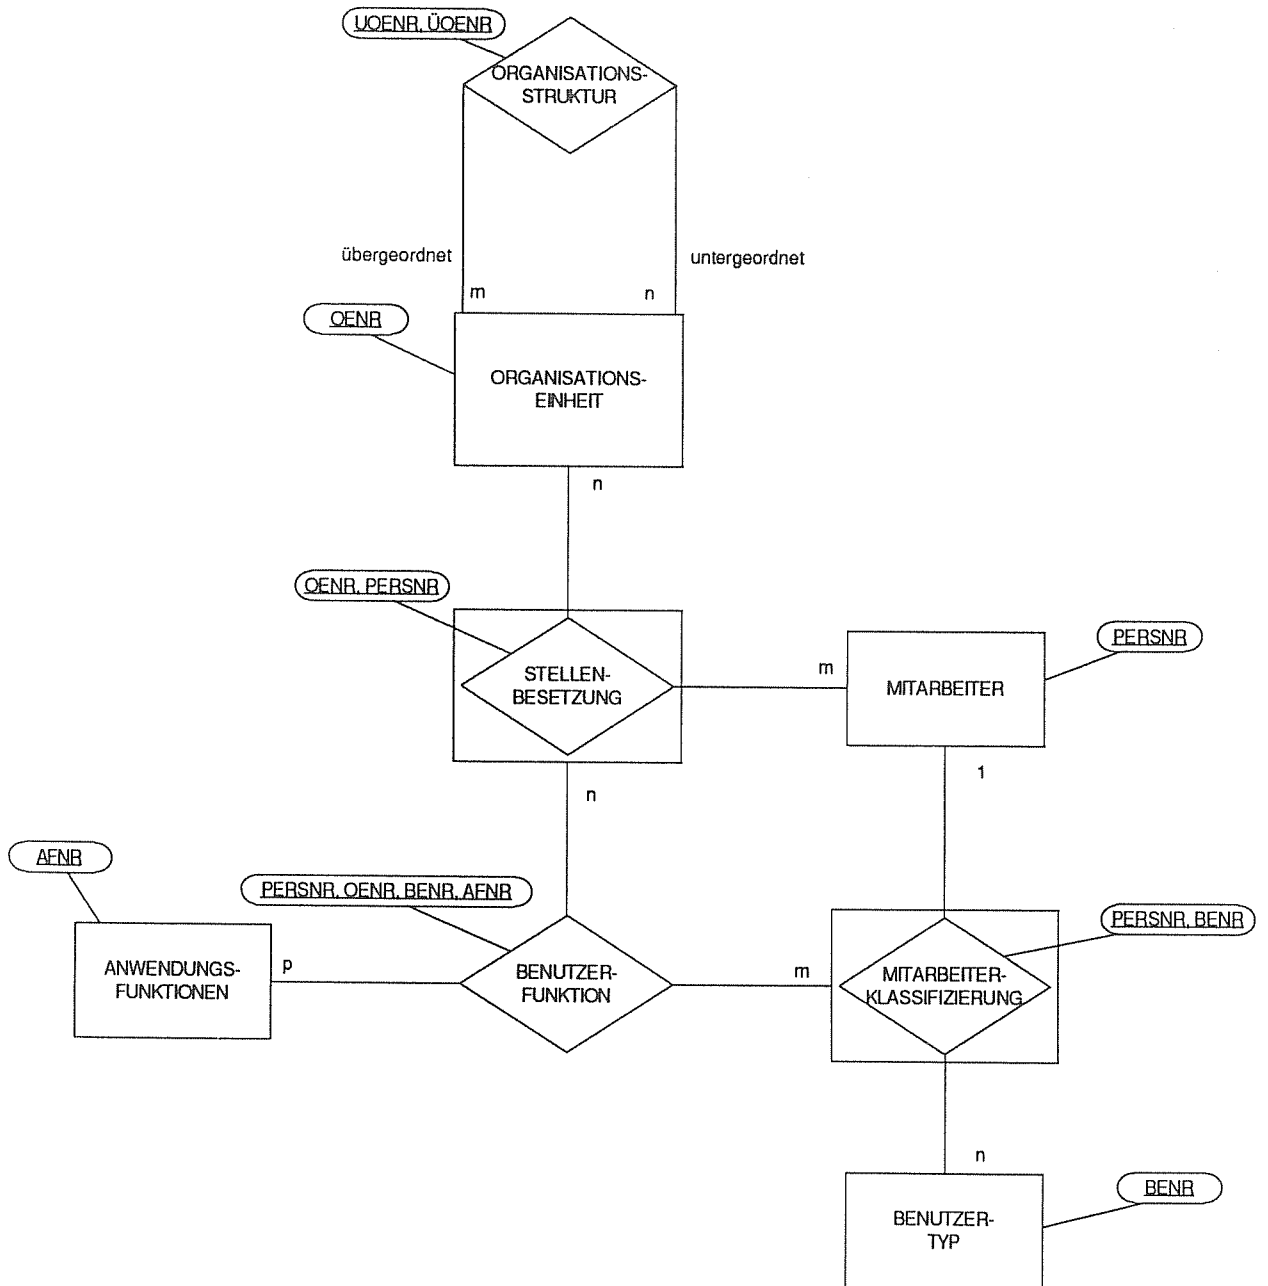 UOENR, ÜOENR
ORGANISATIONS-
STRUKTUR
übergeordnet
untergeordnet
m
n
OENR
ORGANISATIONS-
EINHEIT
n
OENR, PERSNR
STELLEN-
BESETZUNG
m
MITARBEITER
PERSNR
1
n
AFNR
PERSNR, OENR, BENR, AFNR
ANWENDUNGS-
FUNKTIONEN
p
BENUTZER-
FUNKTION
m
MITARBEITER-
KLASSIFIZIERUNG
PERSNR, BENR
n
BENUTZER-
TYP
BENR